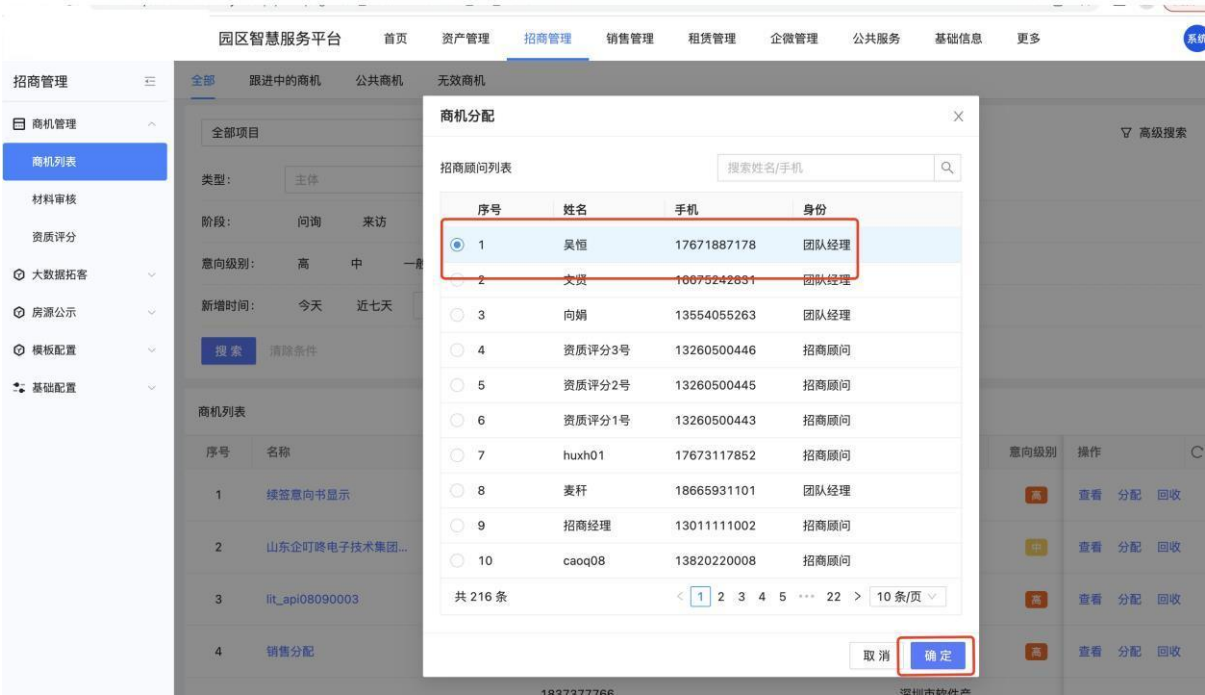 园区智慧服务平台 首页 资产管理 招商管理 销售管理 租赁管理 企微管理 公共服务 基础信息 更多
招商管理
商机管理
商机列表
材料审核
资质评分
大数据拓客
房源公示
模板配置
基础配置
全部 跟进中的商机 公共商机 无效商机
全部项目 高级搜索
类型: 主体
阶段: 问询 来访
意向级别: 高 中
新增时间: 今天 近七天
搜索 清除条件
商机列表
序号 名称 意向级别 操作
1 续签意向书显示 高 查看 分配 回收
2 山东企叮咚电子技术集团... 中 查看 分配 回收
3 lit_api08090003 高 查看 分配 回收
4 销售分配 高 查看 分配 回收
1837377766
商机分配
招商顾问列表 搜索姓名/手机
序号 姓名 手机 身份
1 吴恒 17671887178 团队经理
2 文贤 16675242831 团队经理
3 向娟 13554055263 团队经理
4 资质评分3号 13260500446 招商顾问
5 资质评分2号 13260500445 招商顾问
6 资质评分1号 13260500443 招商顾问
7 huxh01 17673117852 招商顾问
8 麦秆 18665931101 团队经理
9 招商经理 13011111002 招商顾问
10 caoq08 13820220008 招商顾问
共 216 条 < 1 2 3 4 5 ••• 22 > 10 条/页
取消 确定